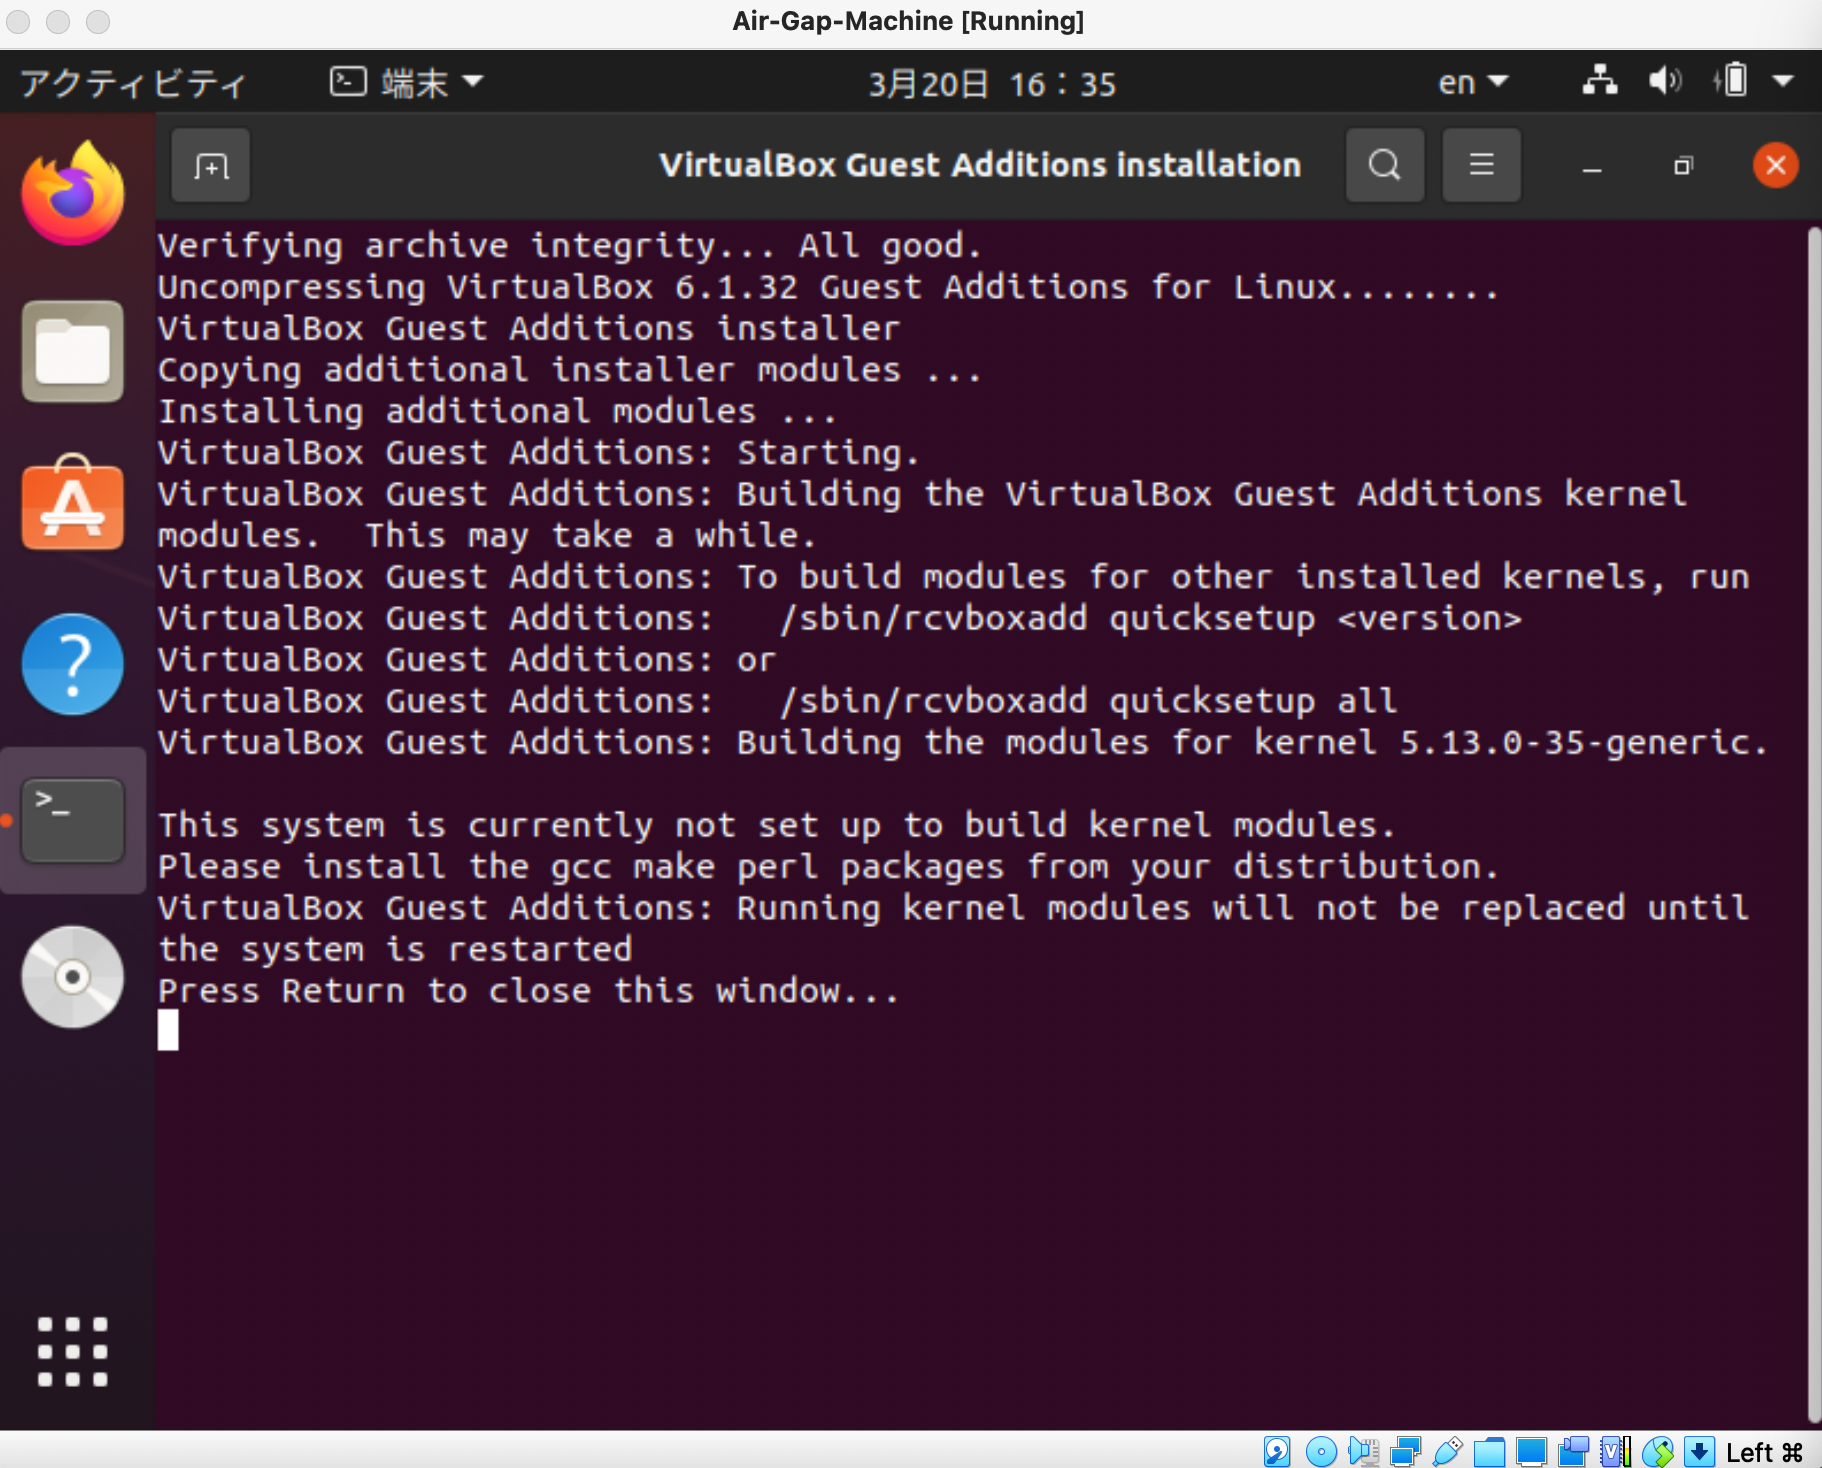 Air-Gap-Machine [Running]
アクティビティ 端末 3月20日 16：35 en
VirtualBox Guest Additions installation
Verifying archive integrity... All good.
Uncompressing VirtualBox 6.1.32 Guest Additions for Linux........
VirtualBox Guest Additions installer
Copying additional installer modules ...
Installing additional modules ...
VirtualBox Guest Additions: Starting.
VirtualBox Guest Additions: Building the VirtualBox Guest Additions kernel
modules.  This may take a while.
VirtualBox Guest Additions: To build modules for other installed kernels, run
VirtualBox Guest Additions:   /sbin/rcvboxadd quicksetup <version>
VirtualBox Guest Additions: or
VirtualBox Guest Additions:   /sbin/rcvboxadd quicksetup all
VirtualBox Guest Additions: Building the modules for kernel 5.13.0-35-generic.
This system is currently not set up to build kernel modules.
Please install the gcc make perl packages from your distribution.
VirtualBox Guest Additions: Running kernel modules will not be replaced until
the system is restarted
Press Return to close this window...
Left ⌘